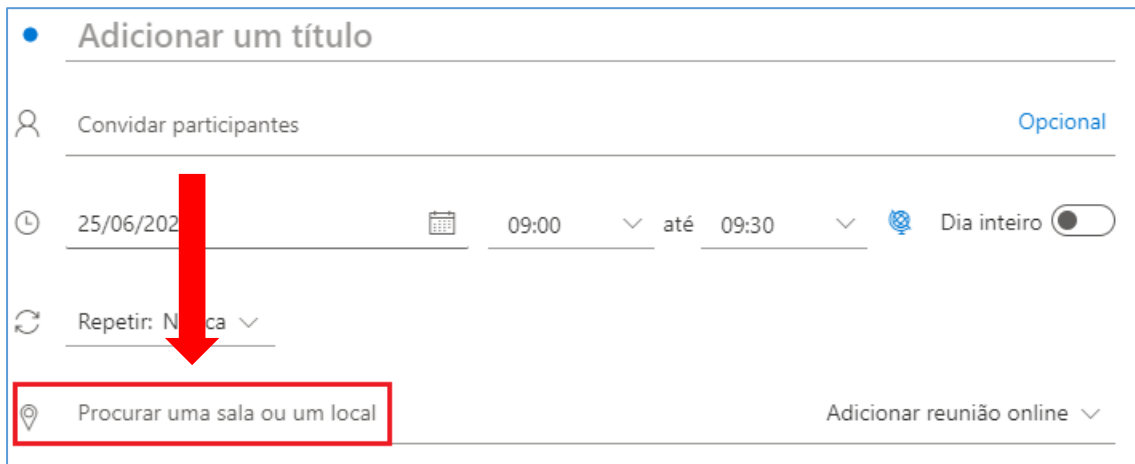 Adicionar um título
Convidar participantes Opcional
25/06/202 09:00 até 09:30 Dia inteiro
Repetir:
Procurar uma sala ou um local Adicionar reunião online